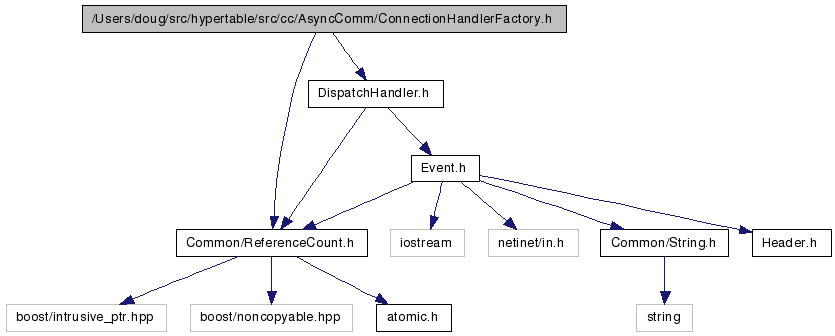 /Users/doug/src/hypertable/src/cc/AsyncComm/ConnectionHandlerFactory.h
DispatchHandler.h
Event.h
Common/ReferenceCount.h
iostream
netinet/in.h
Common/String.h
Header.h
boost/intrusive_ptr.hpp
boost/noncopyable.hpp
atomic.h
string